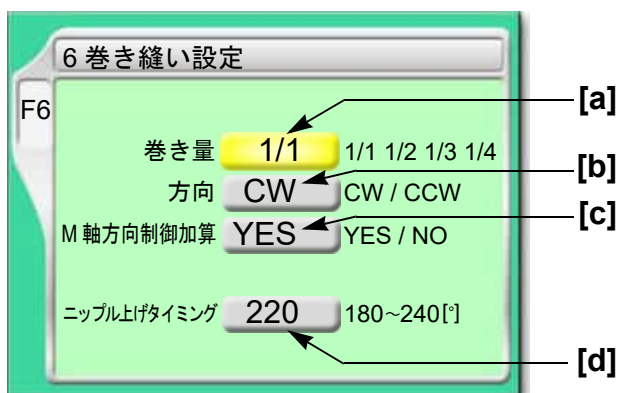 6 巻き縫い設定
F6
[a]
巻き量 1/1 1/1 1/2 1/3 1/4
[b]
方向 CW CW / CCW
[c]
M 軸方向制御加算 YES YES / NO
ニップル上げタイミング 220 180~240[°]
[d]